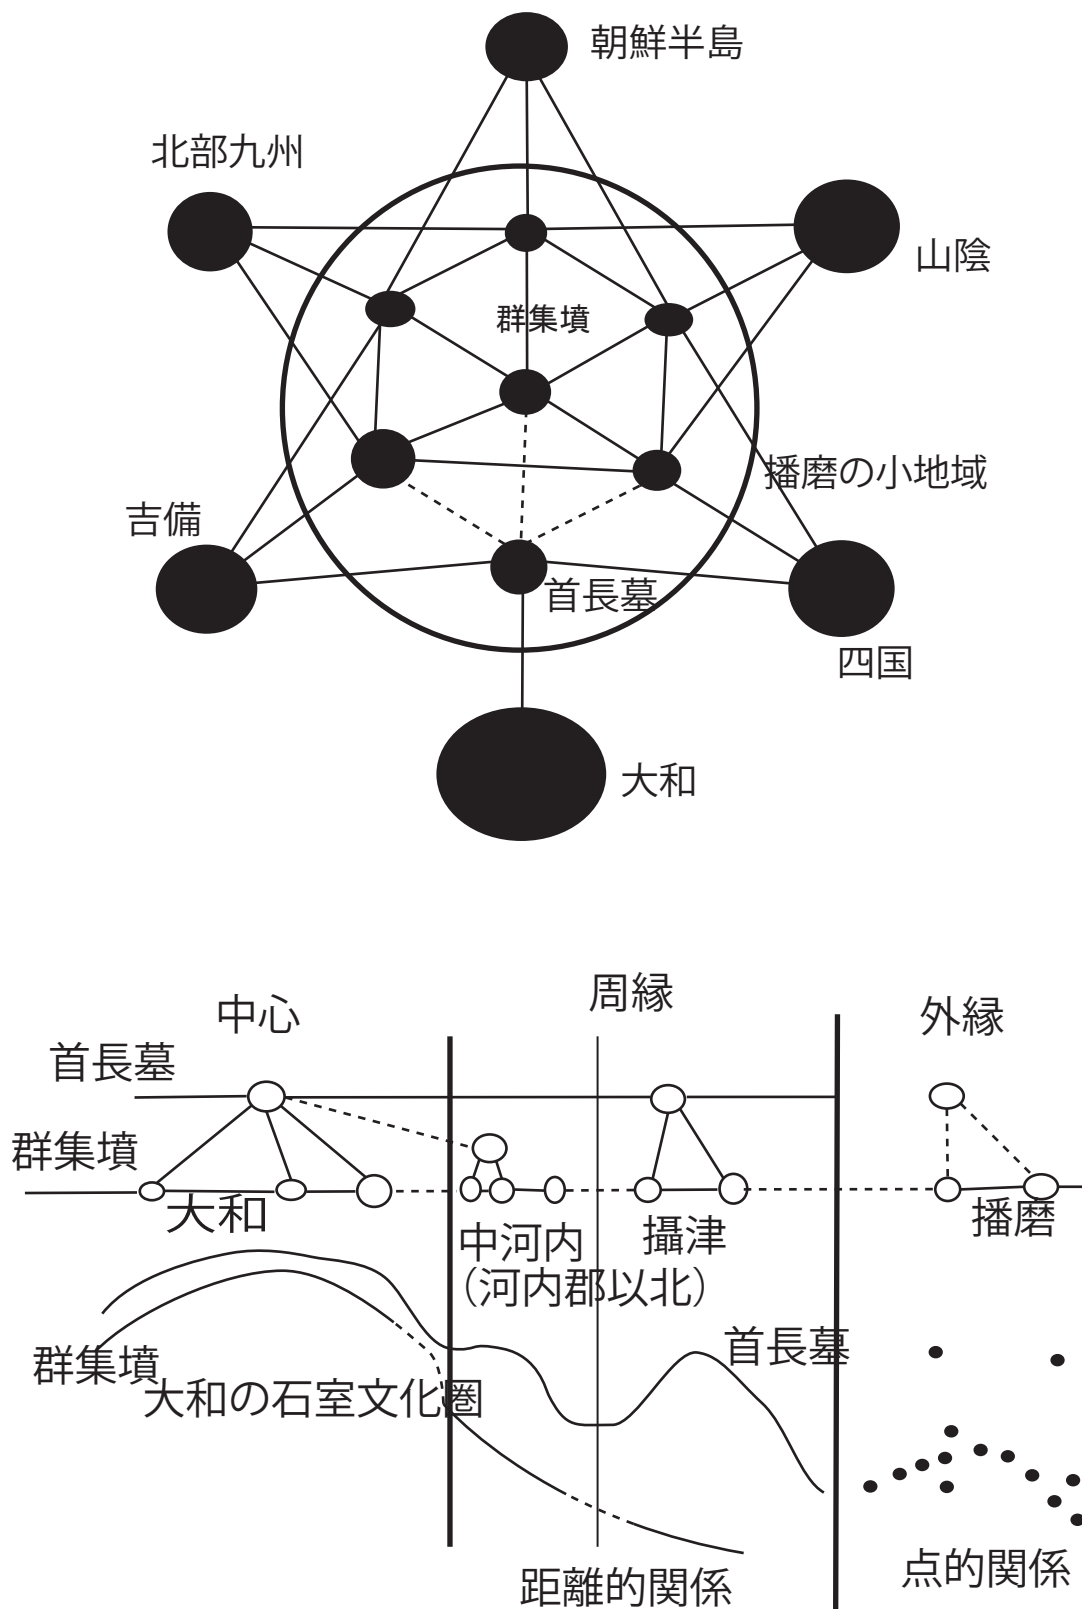 朝鮮半島
北部九州
山陰
群集墳
播磨の小地域
吉備
首長墓
四国
大和
中心
周縁
外縁
首長墓
群集墳
大和
中河内
（河内郡以北）
攝津
播磨
首長墓
群集墳
大和の石室文化圏
距離的関係
点的関係